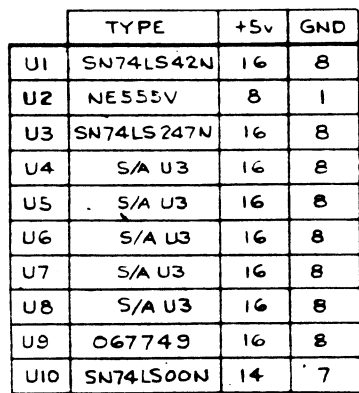 TYPE +5v GND
U1 SN74LS42N 16 8
U2 NE555V 8 1
U3 SN74LS247N 16 8
U4 S/A U3 16 8
U5 S/A U3 16 8
U6 S/A U3 16 8
U7 S/A U3 16 8
U8 S/A U3 16 8
U9 067749 16 8
U10 SN74LS00N 14 7